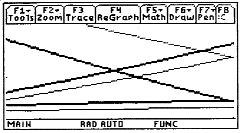 F1▾ F2▾ F3 F4 F5▾ F6▾ F7▾ F8
Tools Zoom Trace ReGraph Math Draw Pen :C
MAIN RAD AUTO FUNC